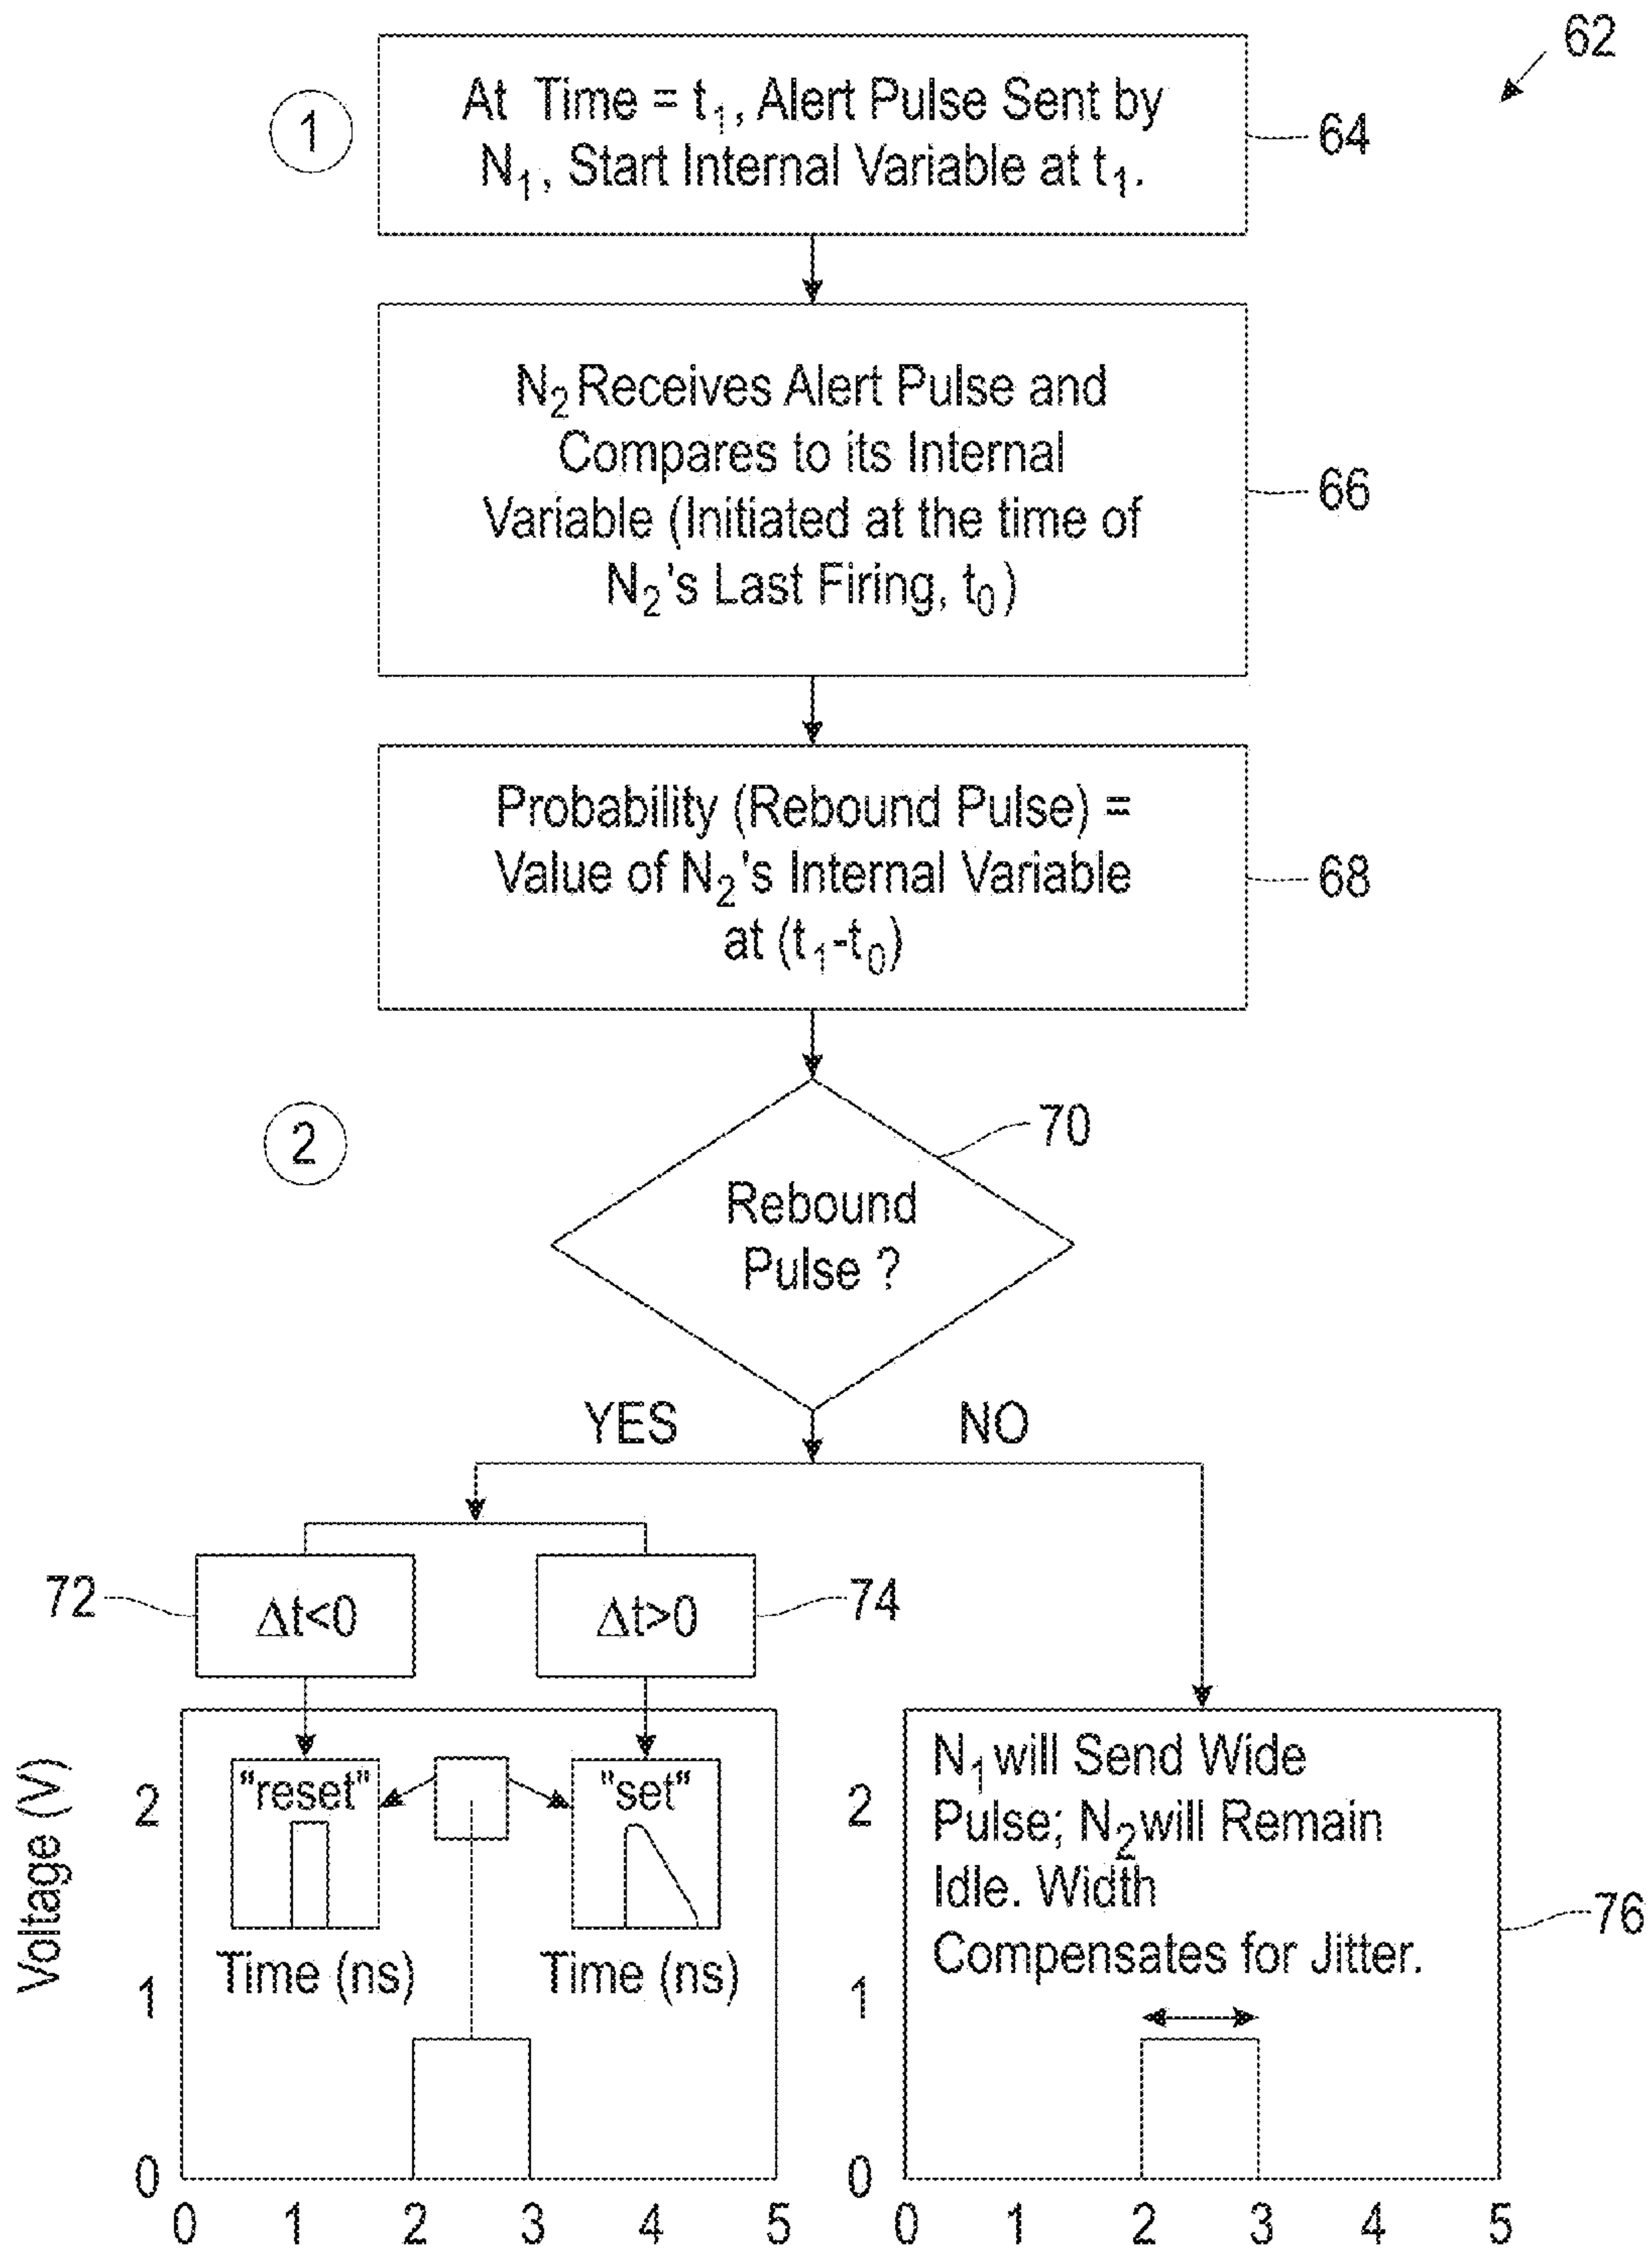 62
1
At Time = t₁, Alert Pulse Sent by
N₁, Start Internal Variable at t₁.
64
N₂ Receives Alert Pulse and
Compares to its Internal
Variable (Initiated at the time of
N₂'s Last Firing, t₀)
66
Probability (Rebound Pulse) =
Value of N₂'s Internal Variable
at (t₁-t₀)
68
2
70
Rebound
Pulse ?
YES
NO
72
Δt<0
Δt>0
74
Voltage (V)
2
1
0
"reset"
"set"
Time (ns)
Time (ns)
0 1 2 3 4 5
2
1
0
N₁ will Send Wide
Pulse; N₂ will Remain
Idle. Width
Compensates for Jitter.
76
0 1 2 3 4 5